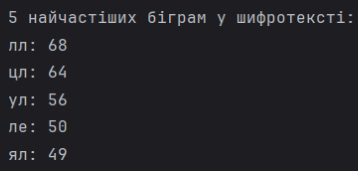 5 найчастіших біграм у шифротексті:
лл: 68
цл: 64
ул: 56
ле: 50
ял: 49